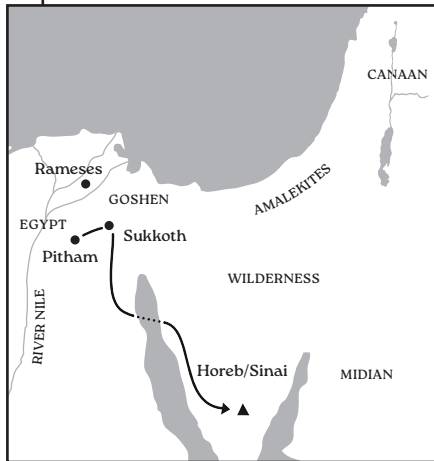 CANAAN
Rameses
GOSHEN
AMALEKITES
EGYPT
Sukkoth
Pitham
WILDERNESS
RIVER NILE
Horeb/Sinai
MIDIAN